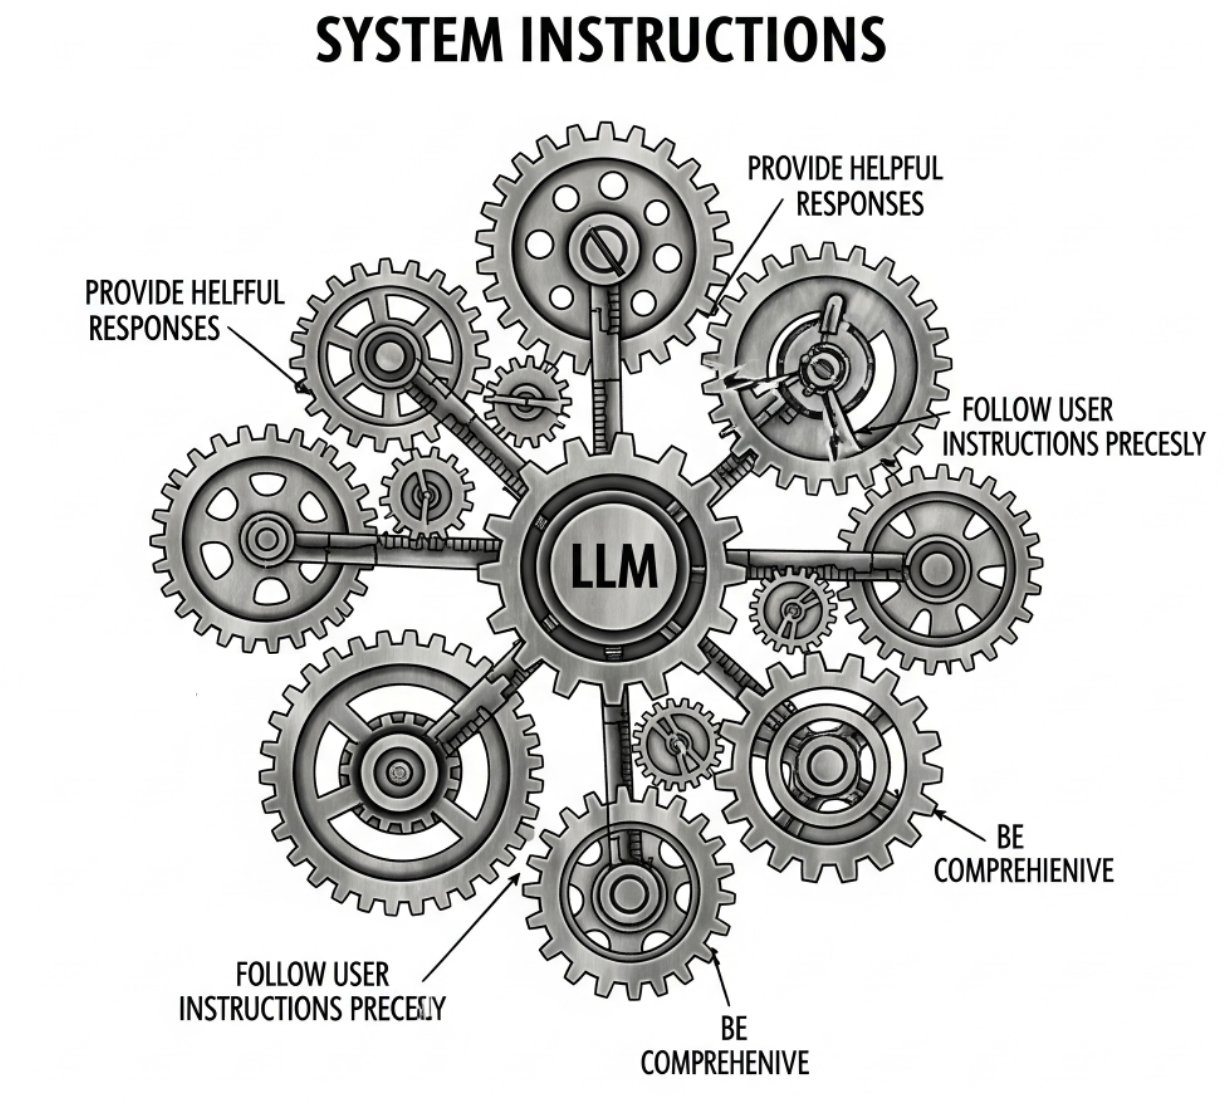 SYSTEM INSTRUCTIONS
PROVIDE HELPFUL
RESPONSES
PROVIDE HELFFUL
RESPONSES
FOLLOW USER
INSTRUCTIONS PRECESLY
LLM
BE
COMPREHIENIVE
FOLLOW USER
INSTRUCTIONS
BE
COMPREHENIVE